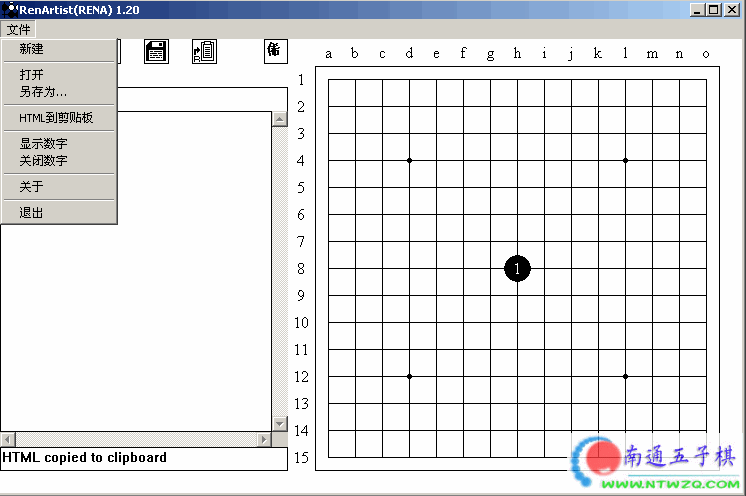 RenArtist(RENA) 1.20
文件
新建
打开
另存为...
HTML到剪贴板
显示数字
关闭数字
关于
退出
a b c d e f g h i j k l m n o
1
2
3
4
5
6
7
8
1
9
10
11
12
13
14
15
HTML copied to clipboard
南通五子棋
WWW.NTWZQ.COM